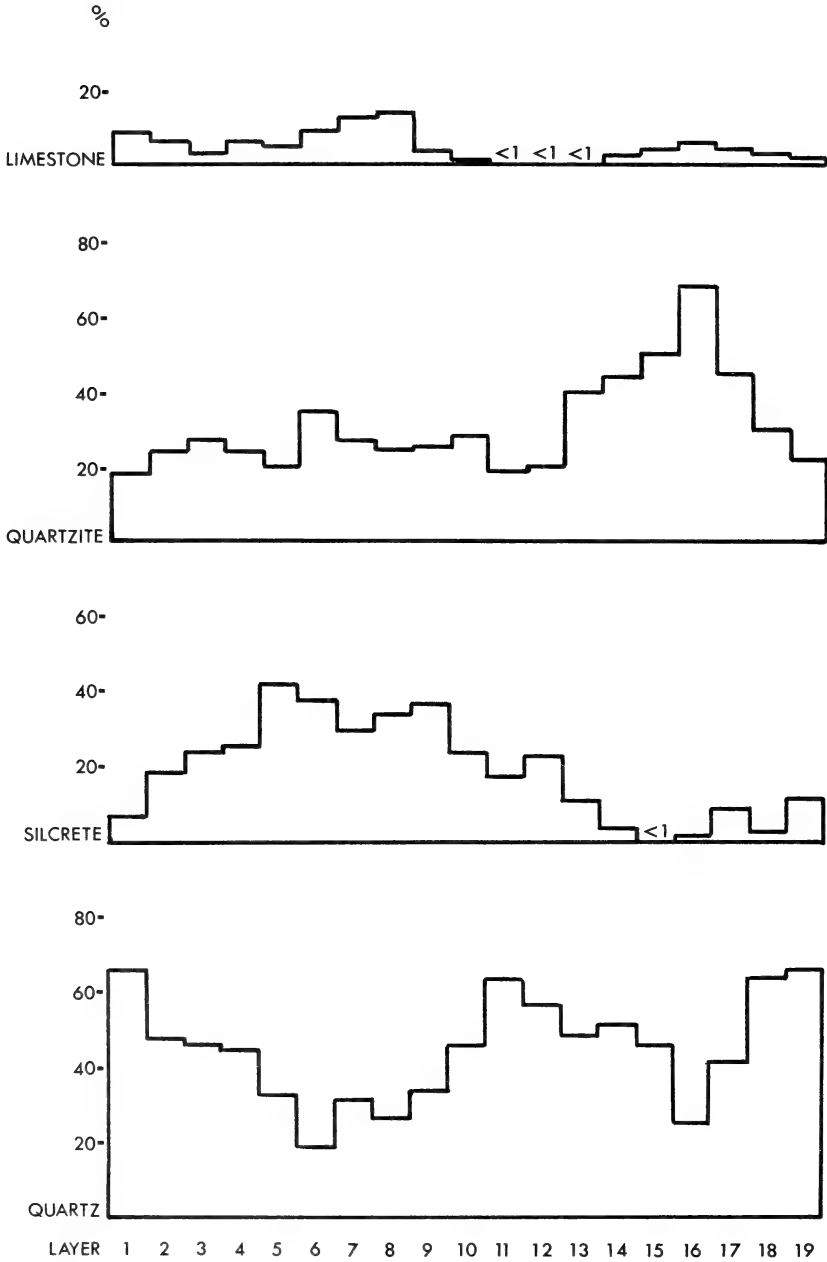 %
20-
LIMESTONE
<1 <1 <1
80-
60-
40-
20-
QUARTZITE
60-
40-
20-
SILCRETE
<1
80-
60-
40-
20-
QUARTZ
LAYER 1 2 3 4 5 6 7 8 9 10 11 12 13 14 15 16 17 18 19